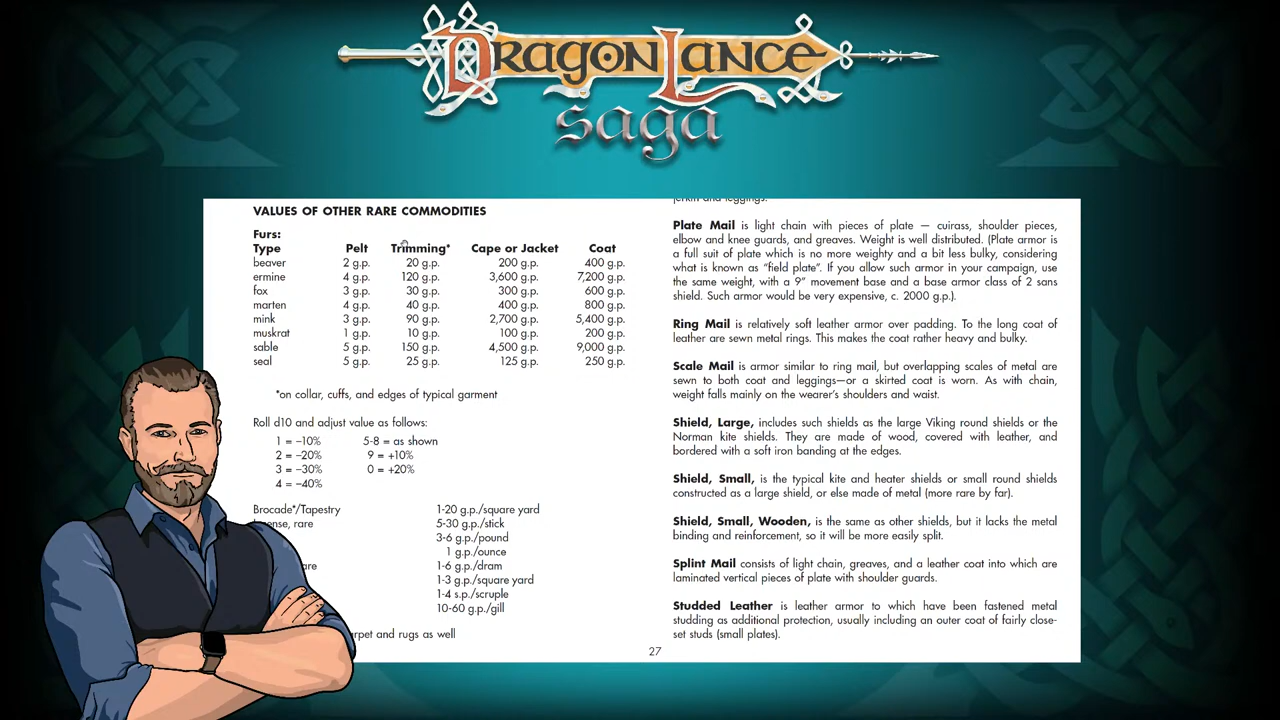 DRAGONLANCE
saga
VALUES OF OTHER RARE COMMODITIES
Furs:
Type Pelt Trimming* Cape or Jacket Coat
beaver 2 g.p. 20 g.p. 200 g.p. 400 g.p.
ermine 4 g.p. 120 g.p. 3,600 g.p. 7,200 g.p.
fox 3 g.p. 30 g.p. 300 g.p. 600 g.p.
marten 4 g.p. 40 g.p. 400 g.p. 800 g.p.
mink 3 g.p. 90 g.p. 2,700 g.p. 5,400 g.p.
muskrat 1 g.p. 10 g.p. 100 g.p. 200 g.p.
sable 5 g.p. 150 g.p. 4,500 g.p. 9,000 g.p.
seal 5 g.p. 25 g.p. 125 g.p. 250 g.p.
*on collar, cuffs, and edges of typical garment
Roll d10 and adjust value as follows:
1 = –10% 5-8 = as shown
2 = –20% 9 = +10%
3 = –30% 0 = +20%
4 = –40%
Brocade*/Tapestry 1-20 g.p./square yard
rare 5-30 g.p./stick
3-6 g.p./pound
1 g.p./ounce
1-6 g.p./dram
1-3 g.p./square yard
1-4 s.p./scruple
10-60 g.p./gill
and rugs as well
jerkin and leggings.
Plate Mail is light chain with pieces of plate — cuirass, shoulder pieces,
elbow and knee guards, and greaves. Weight is well distributed. (Plate armor is
a full suit of plate which is no more weighty and a bit less bulky, considering
what is known as “field plate”. If you allow such armor in your campaign, use
the same weight, with a 9″ movement base and a base armor class of 2 sans
shield. Such armor would be very expensive, c. 2000 g.p.).
Ring Mail is relatively soft leather armor over padding. To the long coat of
leather are sewn metal rings. This makes the coat rather heavy and bulky.
Scale Mail is armor similar to ring mail, but overlapping scales of metal are
sewn to both coat and leggings—or a skirted coat is worn. As with chain,
weight falls mainly on the wearer’s shoulders and waist.
Shield, Large, includes such shields as the large Viking round shields or the
Norman kite shields. They are made of wood, covered with leather, and
bordered with a soft iron banding at the edges.
Shield, Small, is the typical kite and heater shields or small round shields
constructed as a large shield, or else made of metal (more rare by far).
Shield, Small, Wooden, is the same as other shields, but it lacks the metal
binding and reinforcement, so it will be more easily split.
Splint Mail consists of light chain, greaves, and a leather coat into which are
laminated vertical pieces of plate with shoulder guards.
Studded Leather is leather armor to which have been fastened metal
studding as additional protection, usually including an outer coat of fairly close-
set studs (small plates).
27